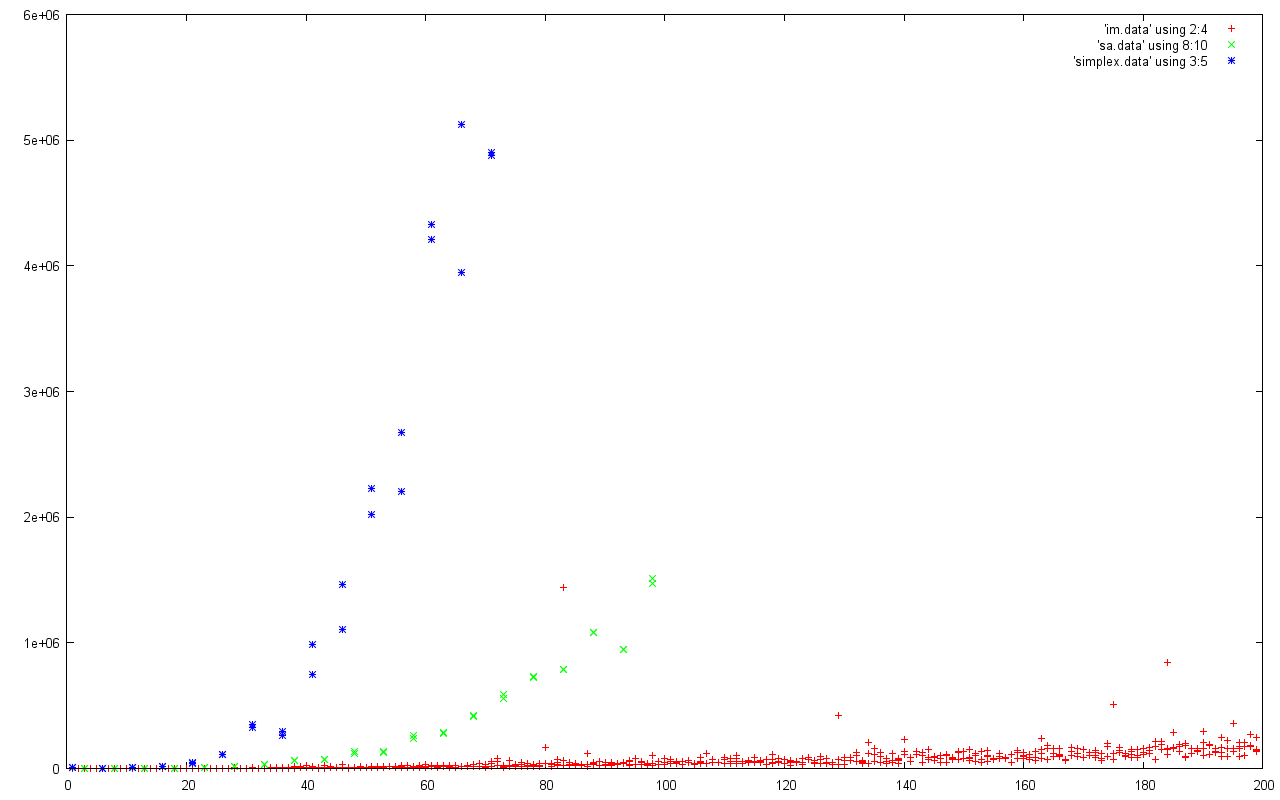 6e+06
'im.data' using 2:4
'sa.data' using 8:10
'simplex.data' using 3:5
5e+06
4e+06
3e+06
2e+06
1e+06
0
0 20 40 60 80 100 120 140 160 180 200